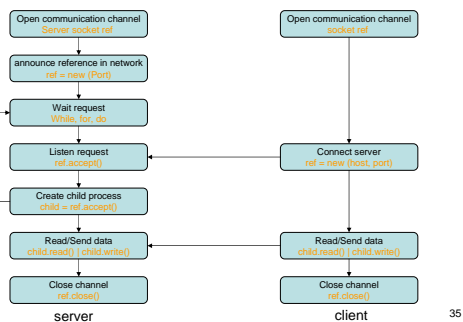 Open communication channel
Server socket ref
announce reference in network
ref = new (Port)
Wait request
While, for, do
Listen request
ref.accept()
Create child process
child = ref.accept()
Read/Send data
child.read() | child.write()
Close channel
ref.close()
server
Open communication channel
socket ref
Connect server
ref = new (host, port)
Read/Send data
child.read() | child.write()
Close channel
ref.close()
client
35